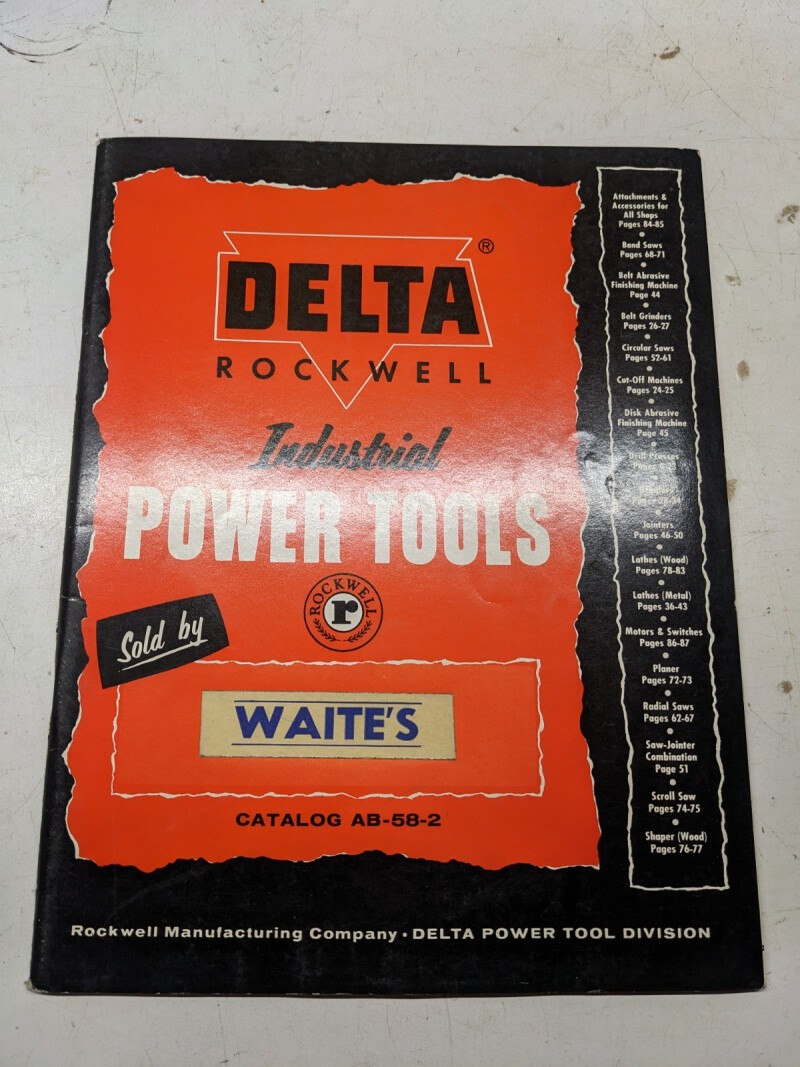 DELTA ®
ROCKWELL
Industrial
POWER TOOLS
ROCKWELL
r
Sold by
WAITE'S
CATALOG AB-58-2
Rockwell Manufacturing Company • DELTA POWER TOOL DIVISION
Attachments &
Accessories for
All Shops
Pages 84-85
Band Saws
Pages 68-71
Belt Abrasive
Finishing Machine
Page 44
Belt Grinders
Pages 26-27
Circular Saws
Pages 52-61
Cut-Off Machines
Pages 24-25
Disk Abrasive
Finishing Machine
Page 45
Drill Presses
Pages
Grinders
Pages
Jointers
Pages 46-50
Lathes (Wood)
Pages 78-83
Lathes (Metal)
Pages 36-43
Motors & Switches
Pages 86-87
Planer
Pages 72-73
Radial Saws
Pages 62-67
Saw-Jointer
Combination
Page 51
Scroll Saw
Pages 74-75
Shaper (Wood)
Pages 76-77